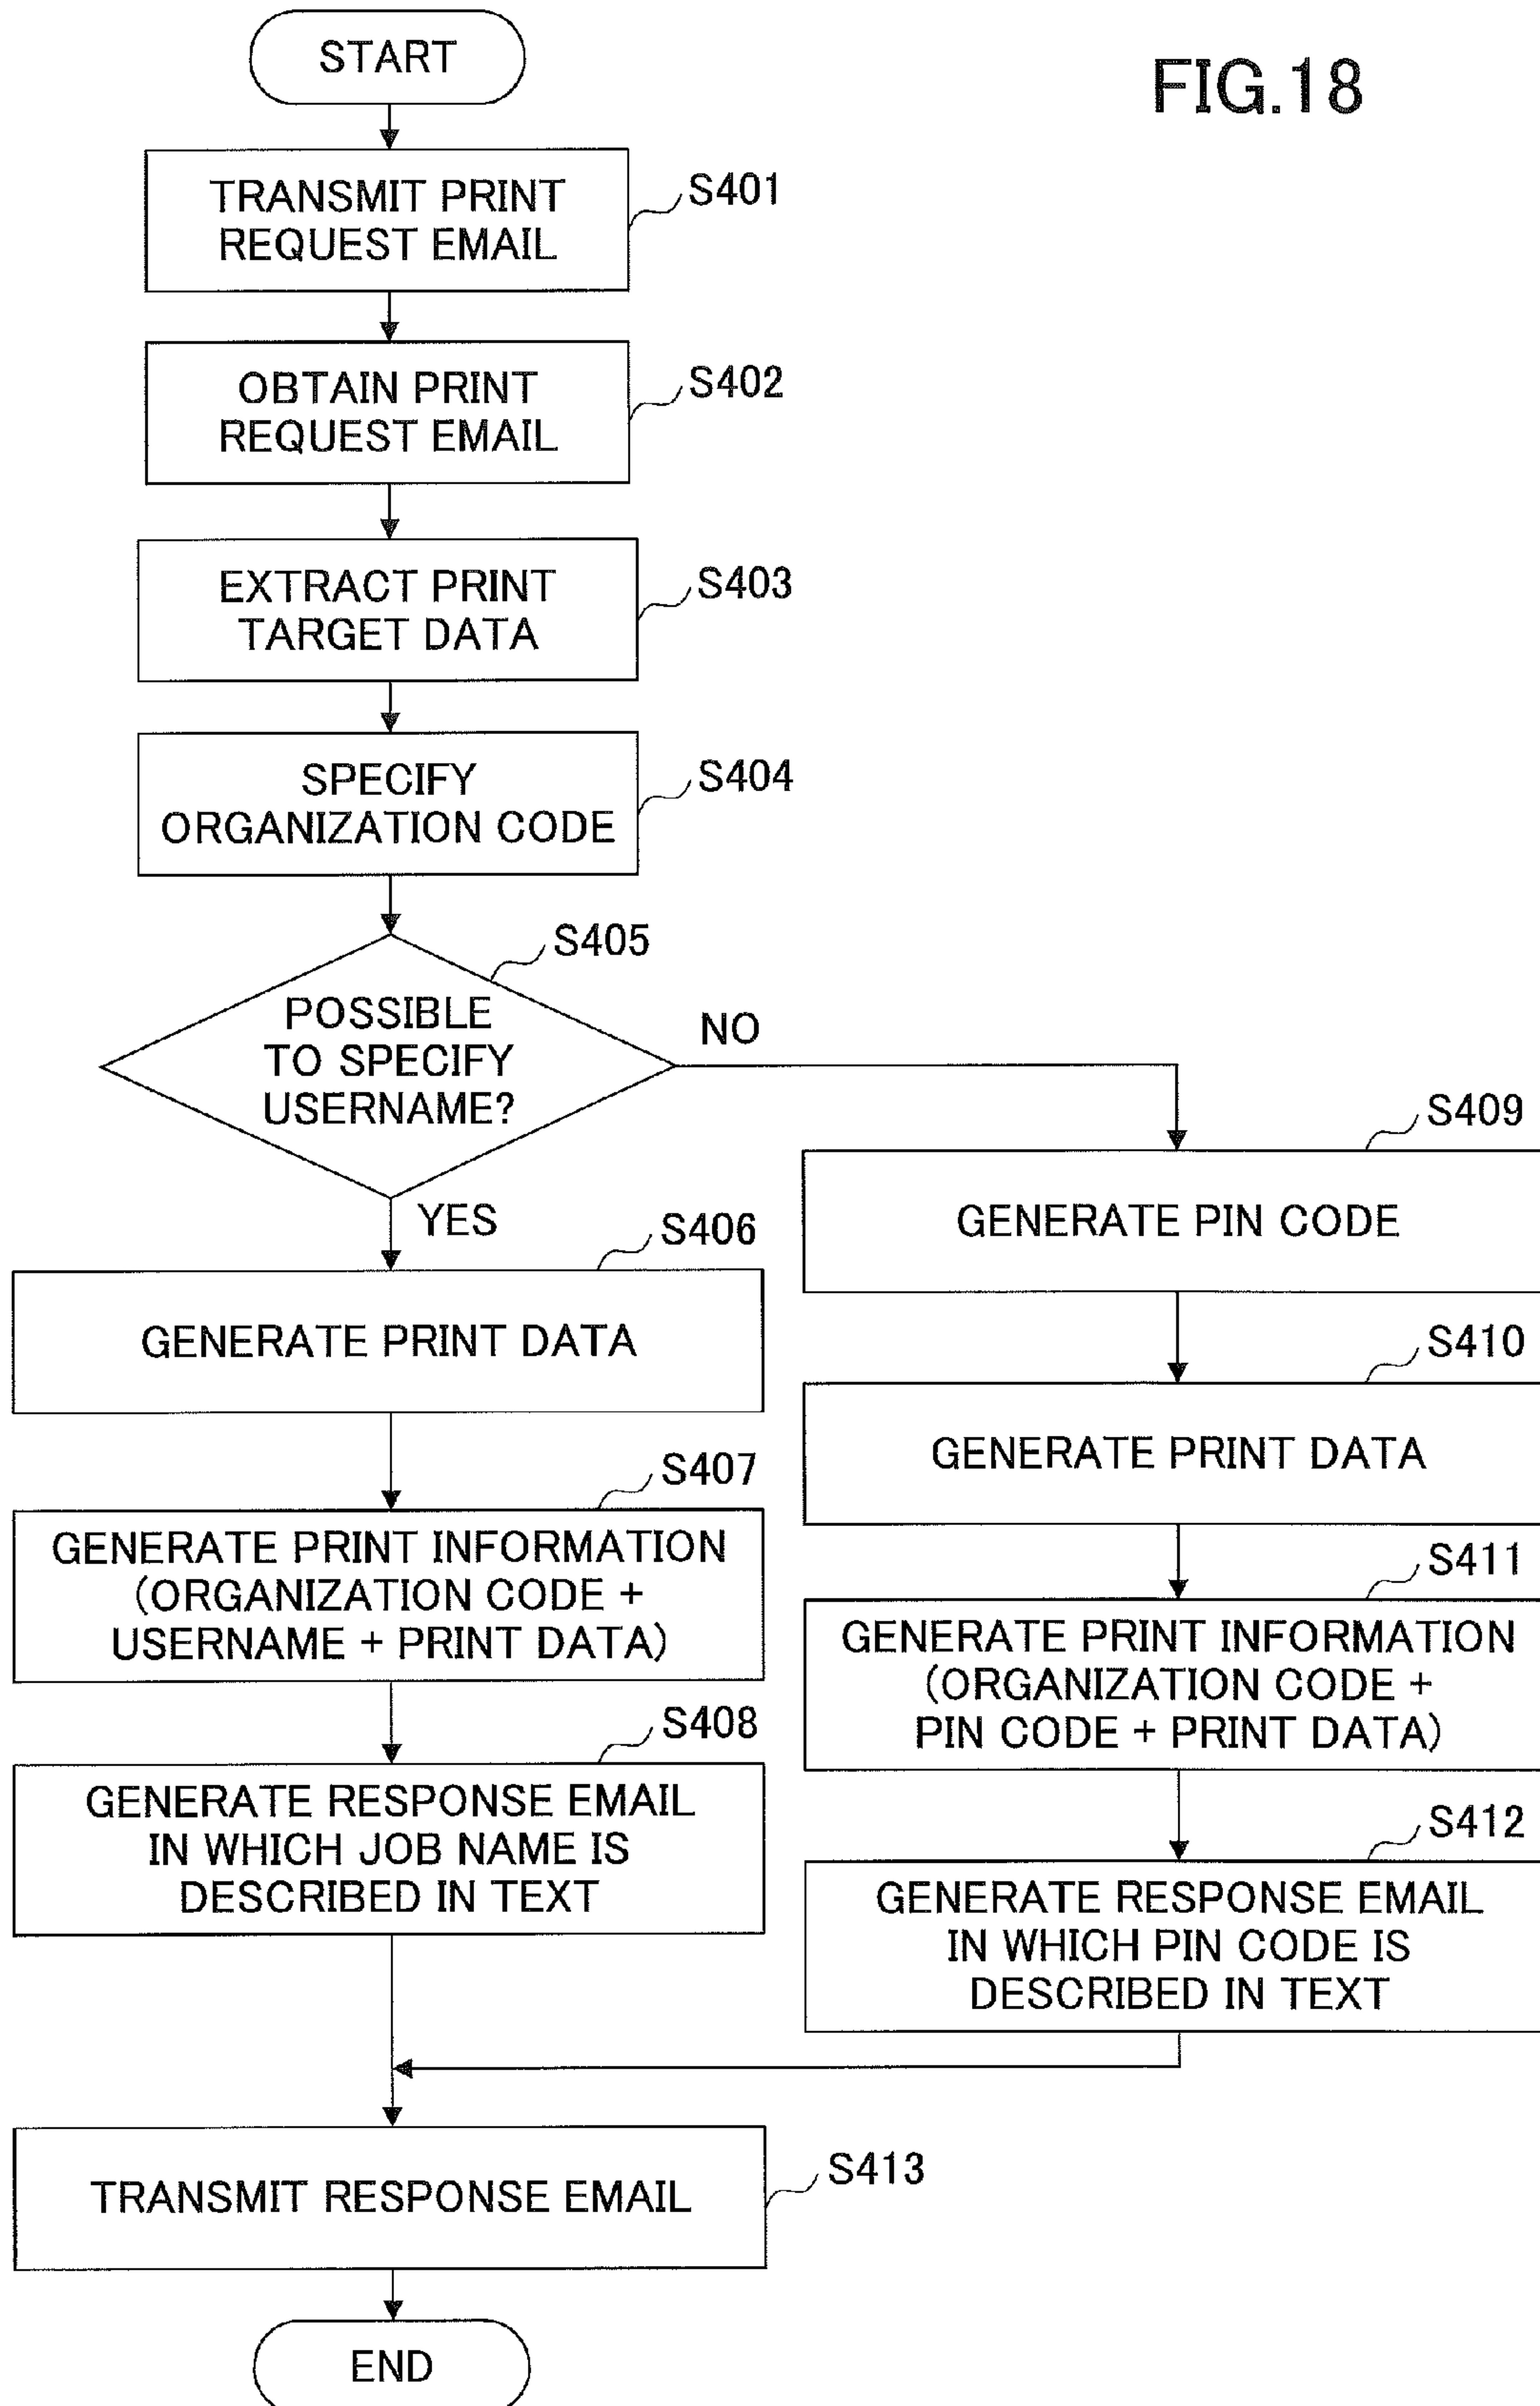 FIG.18
START
TRANSMIT PRINT
REQUEST EMAIL
S401
OBTAIN PRINT
REQUEST EMAIL
S402
EXTRACT PRINT
TARGET DATA
S403
SPECIFY
ORGANIZATION CODE
S404
POSSIBLE
TO SPECIFY
USERNAME?
S405
NO
YES
S406
GENERATE PRINT DATA
S407
GENERATE PRINT INFORMATION
(ORGANIZATION CODE +
USERNAME + PRINT DATA)
S408
GENERATE RESPONSE EMAIL
IN WHICH JOB NAME IS
DESCRIBED IN TEXT
S409
GENERATE PIN CODE
S410
GENERATE PRINT DATA
S411
GENERATE PRINT INFORMATION
(ORGANIZATION CODE +
PIN CODE + PRINT DATA)
S412
GENERATE RESPONSE EMAIL
IN WHICH PIN CODE IS
DESCRIBED IN TEXT
TRANSMIT RESPONSE EMAIL
S413
END